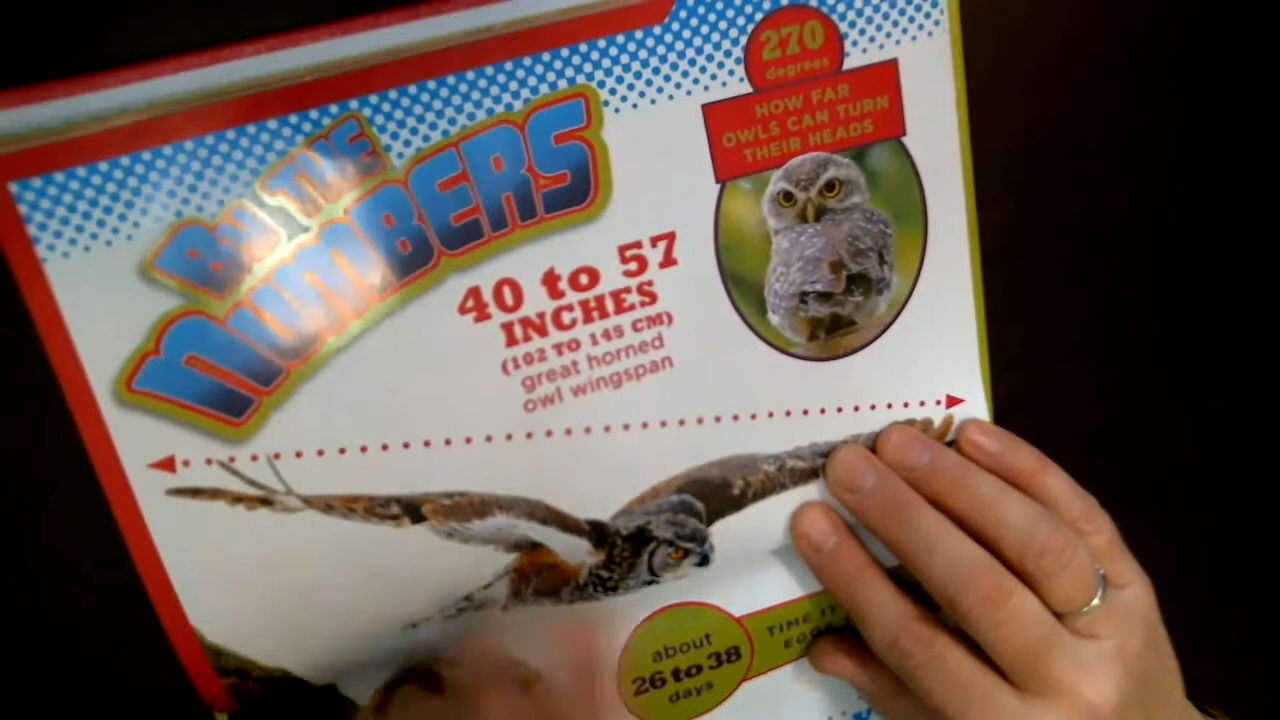 BY THE
NUMBERS
270
degrees
HOW FAR
OWLS CAN TURN
THEIR HEADS
40 to 57
INCHES
(102 TO 145 CM)
great horned
owl wingspan
about
26 to 38
days
TIME IT